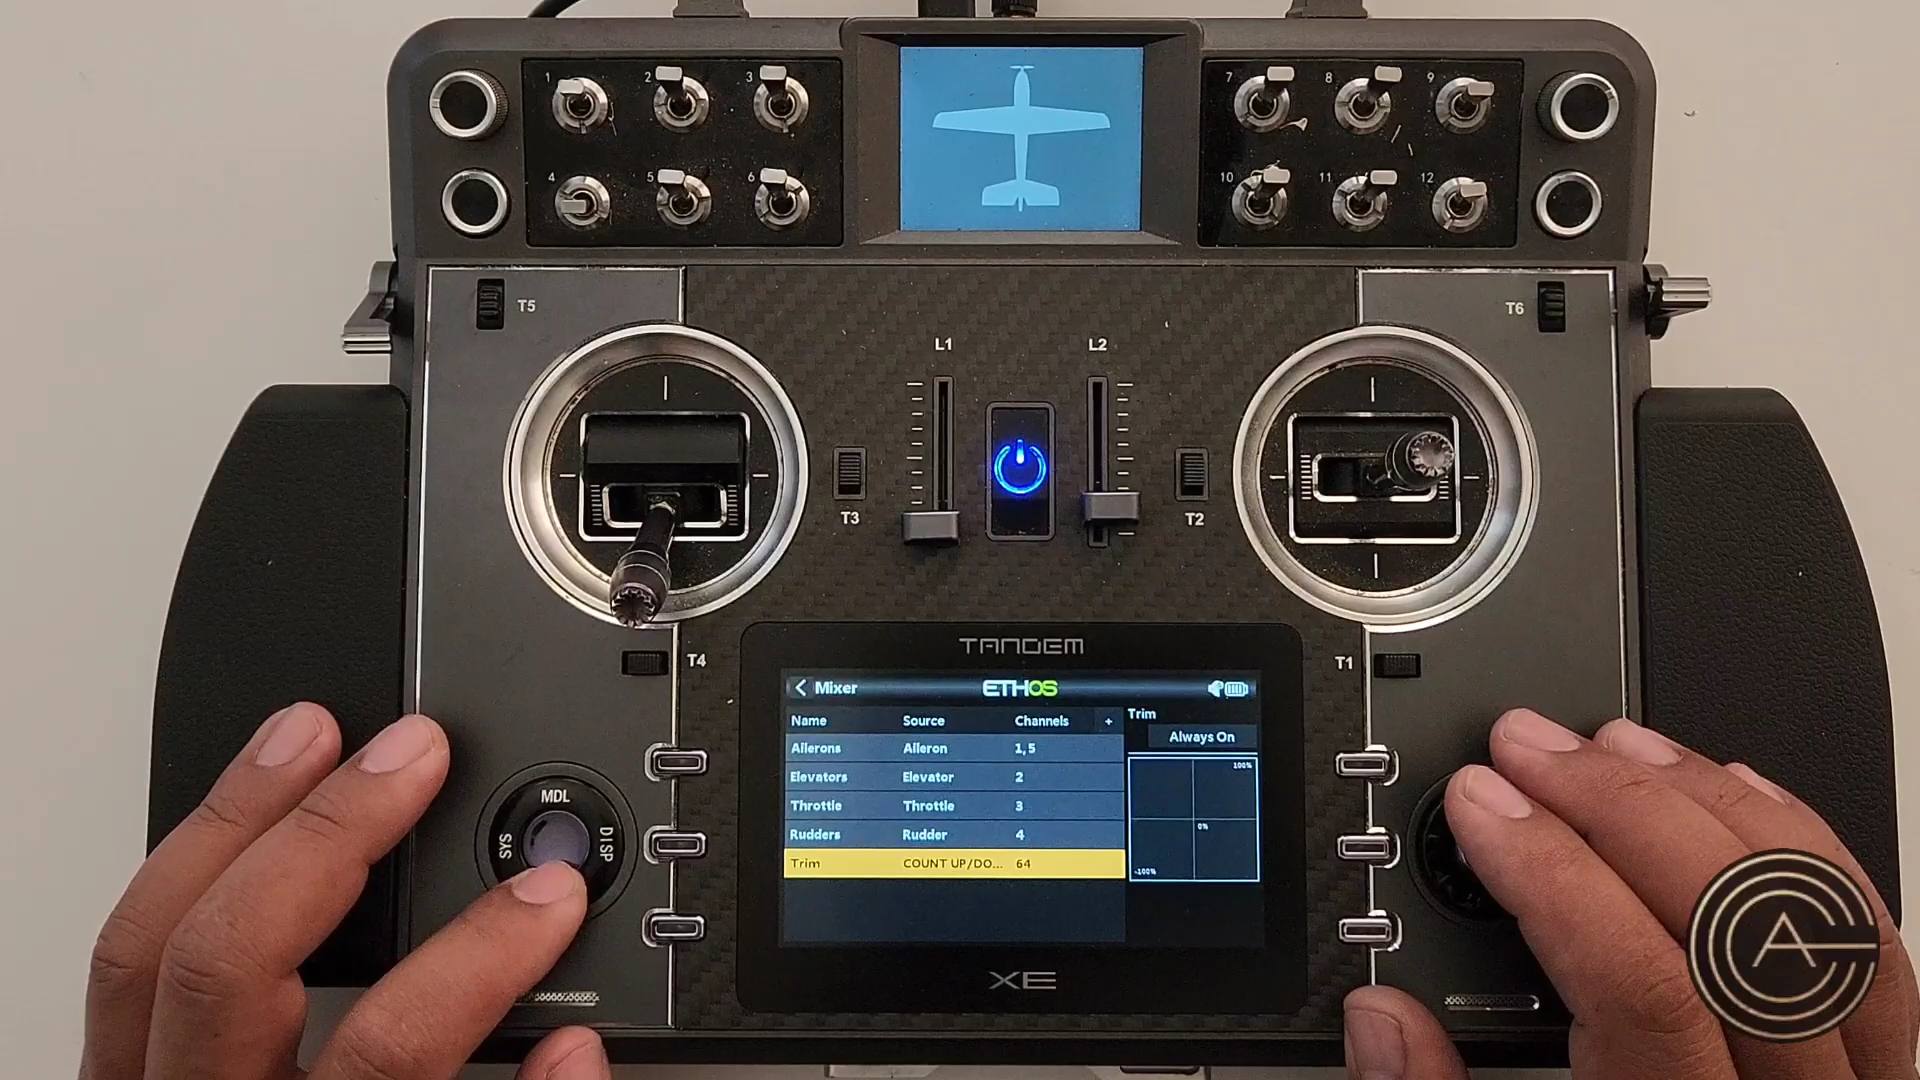 1 2 3
4 5 6
7 8 9
10 11 12
T5
T6
L1 L2
T3
T2
T4
T1
TANDEM
Mixer ETHOS
Name Source Channels +
Ailerons Aileron 1,5
Elevators Elevator 2
Throttle Throttle 3
Rudders Rudder 4
Trim COUNT UP/DO... 64
Trim
Always On
100%
0%
-100%
MDL
SYS
DISP
XE